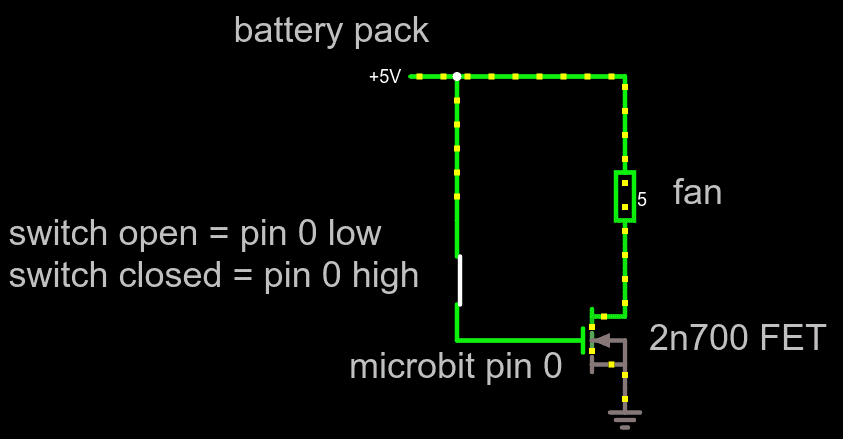 battery pack
+5V
5
fan
switch open = pin 0 low
switch closed = pin 0 high
2n700 FET
microbit pin 0